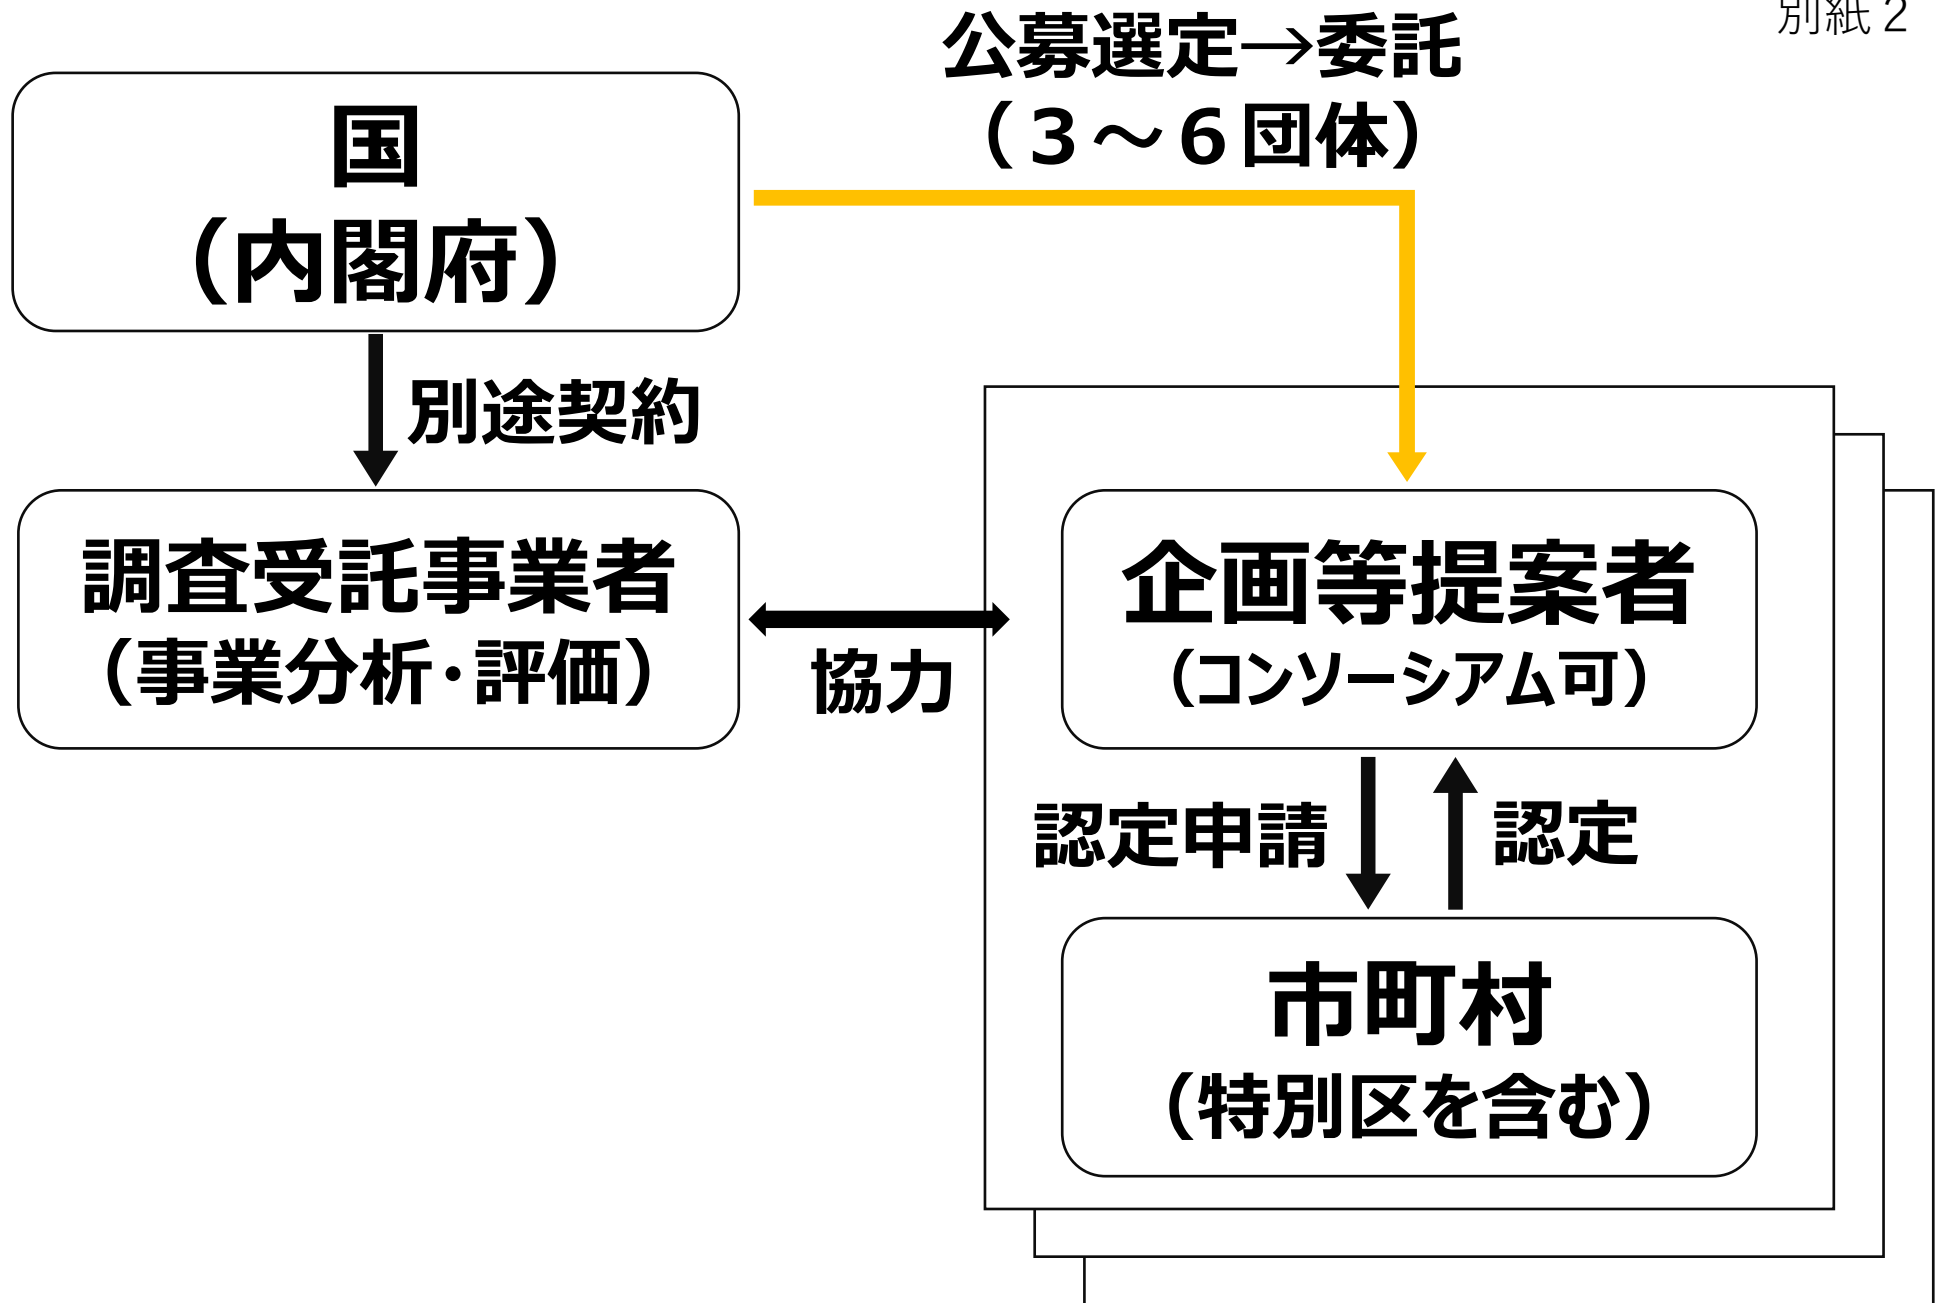 別紙２
公募選定→委託
（３～６団体）
国
（内閣府）
別途契約
調査受託事業者
（事業分析・評価）
協力
企画等提案者
（コンソーシアム可）
認定申請
認定
市町村
（特別区を含む）